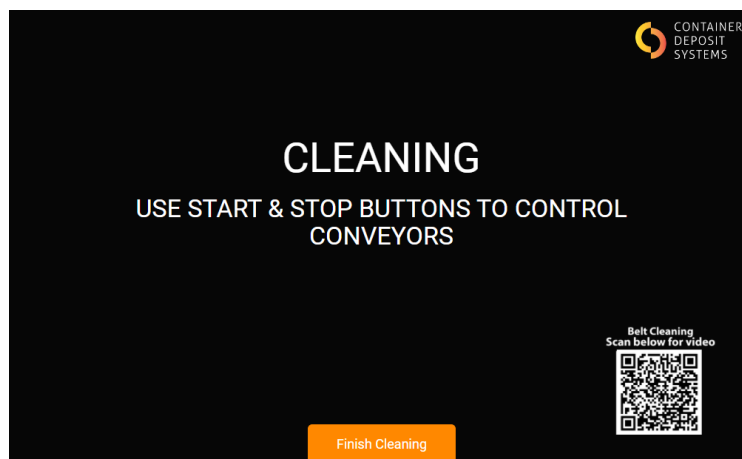 CONTAINER
DEPOSIT
SYSTEMS
CLEANING
USE START & STOP BUTTONS TO CONTROL
CONVEYORS
Belt Cleaning
Scan below for video
Finish Cleaning